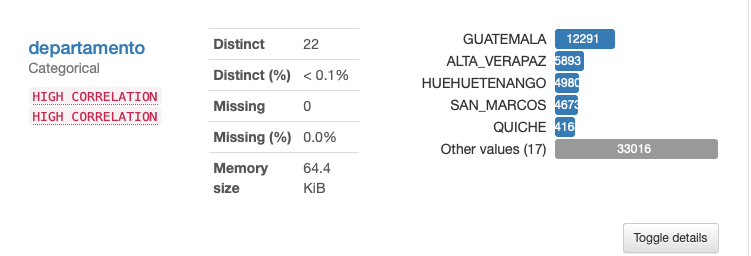 departamento
Categorical
HIGH CORRELATION
HIGH CORRELATION
Distinct 22
Distinct (%) < 0.1%
Missing 0
Missing (%) 0.0%
Memory size 64.4 KiB
GUATEMALA 12291
ALTA_VERAPAZ 5893
HUEHUETENANGO 4980
SAN_MARCOS 4673
QUICHE 416
Other values (17) 33016
Toggle details